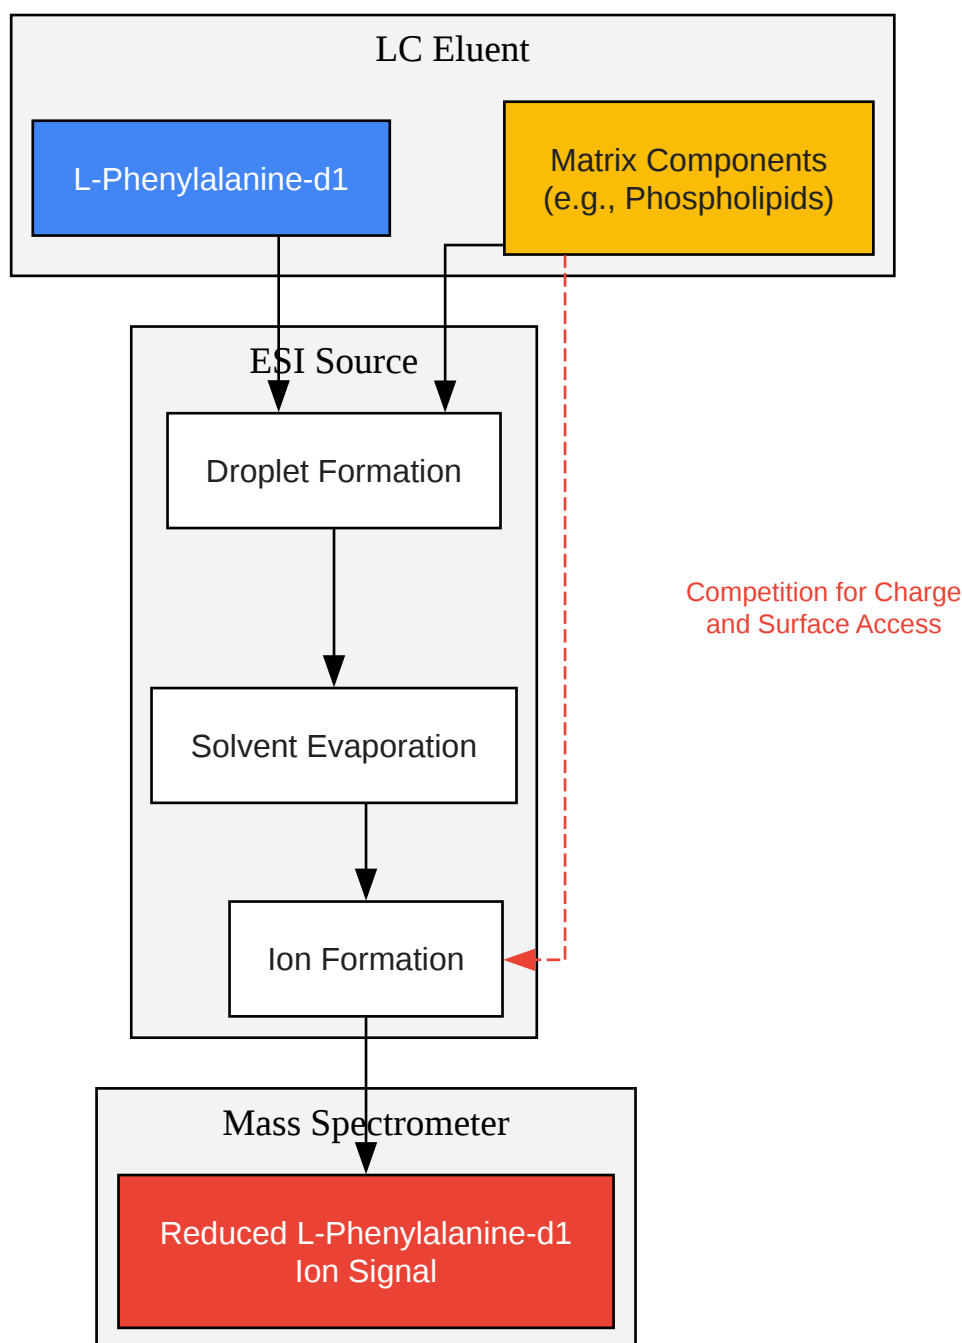 LC Eluent
L-Phenylalanine-d1
Matrix Components
(e.g., Phospholipids)
ESI Source
Droplet Formation
Competition for Charge
and Surface Access
Solvent Evaporation
Ion Formation
Mass Spectrometer
Reduced L-Phenylalanine-d1
Ion Signal